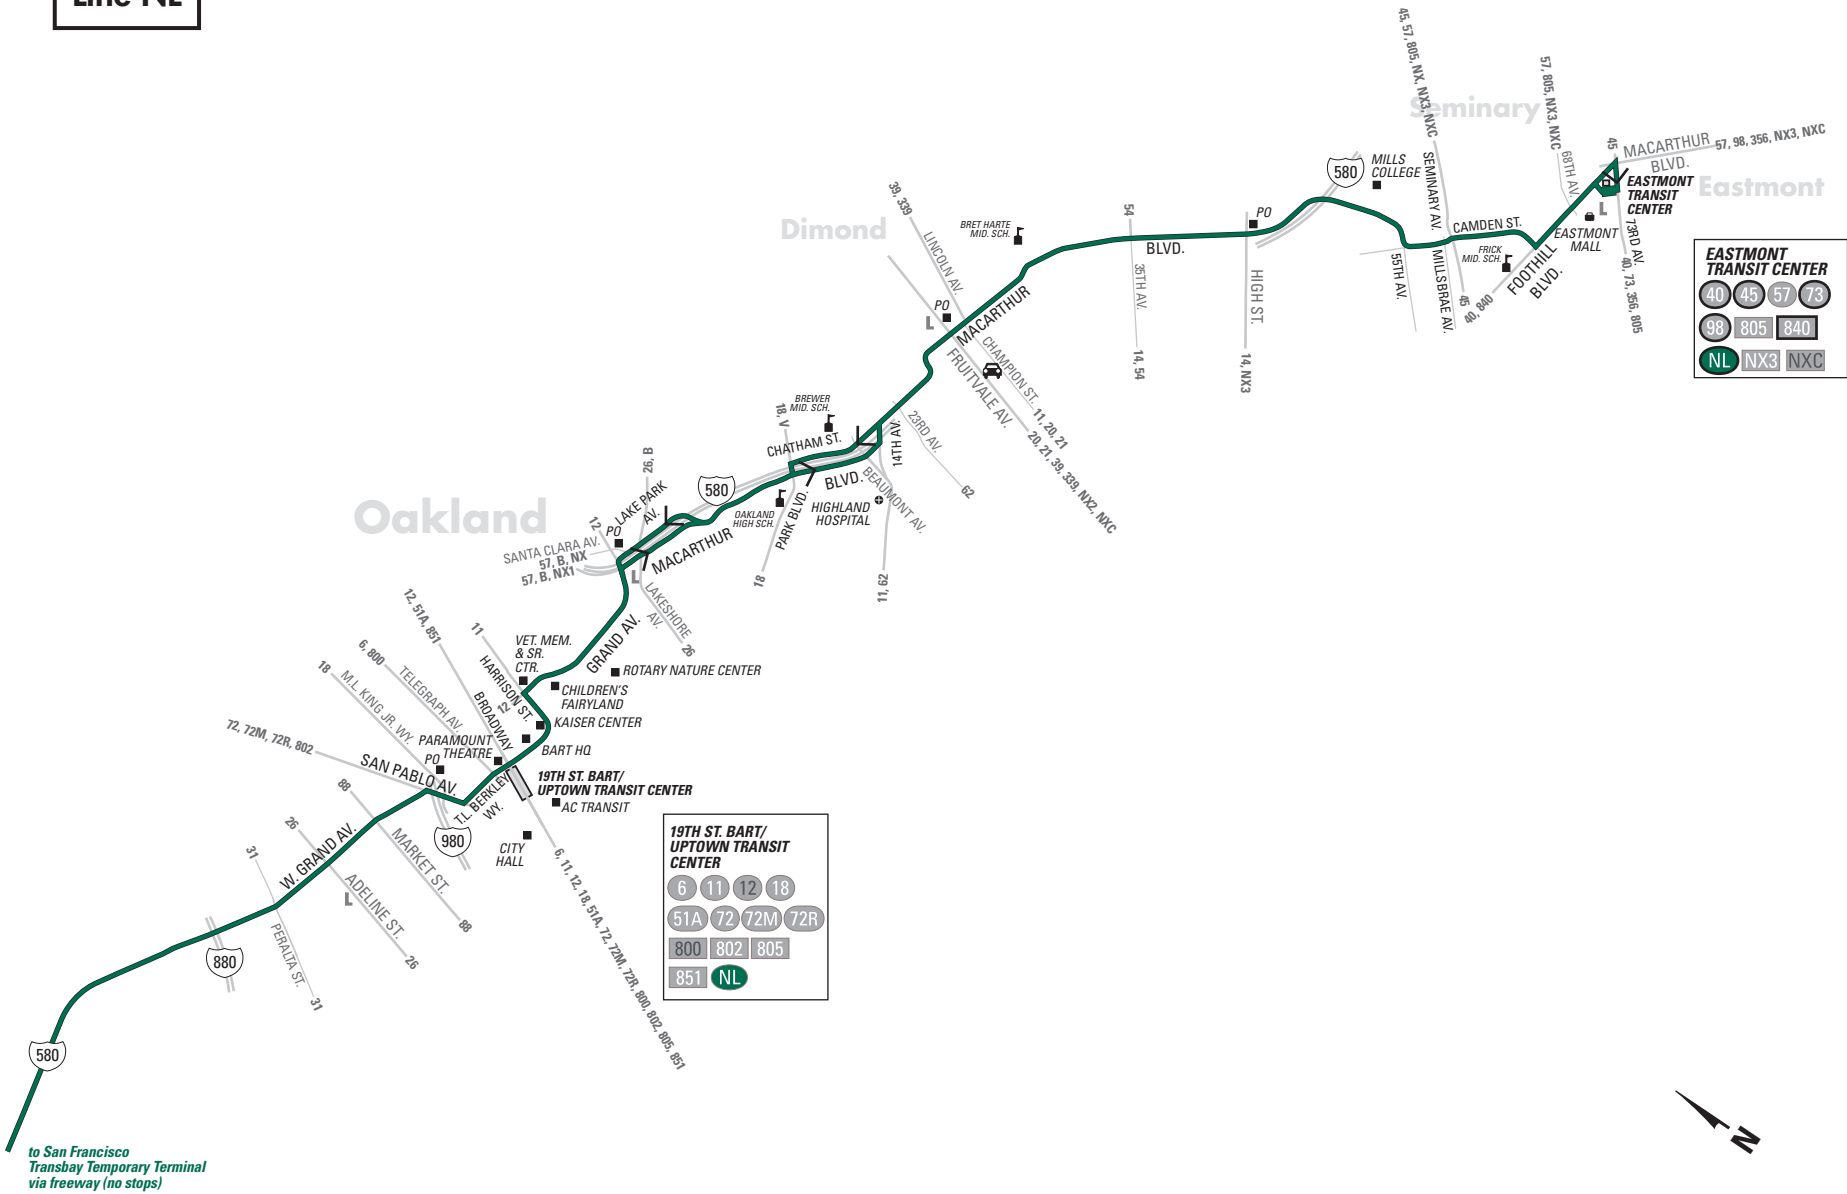 Line NL
45, 57, 805, NX, NX3, NXC
Seminary
57, 805, NX3, NXC
68TH AV.
45
MACARTHUR
BLVD.
57, 98, 356, NX3, NXC
EASTMONT
TRANSIT
CENTER
Eastmont
L
73RD AV.
40, 73, 356, 805
EASTMONT
MALL
FOOTHILL
BLVD.
40, 840
45
CAMDEN ST.
FRICK
MID. SCH.
SEMINARY AV.
MILLSBRAE AV.
55TH AV.
MILLS
COLLEGE
580
PO
HIGH ST.
14, NX3
BLVD.
54
35TH AV.
14, 54
BRET HARTE
MID. SCH.
Dimond
39, 339
LINCOLN AV.
PO
L
MACARTHUR
CHAMPION ST.
11, 20, 21
FRUITVALE AV.
20, 21, 39, 339, NX2, NXC
23RD AV.
62
14TH AV.
BREWER
MID. SCH.
18, V
CHATHAM ST.
BLVD.
BEAUMONT AV.
11, 62
HIGHLAND
HOSPITAL
PARK BLVD.
18
OAKLAND
HIGH SCH.
580
26, B
LAKE PARK
AV.
Oakland
12
PO
SANTA CLARA AV.
57, B, NX
57, B, NX1
MACARTHUR
L
LAKESHORE
AV.
26
GRAND AV.
12, 51A, 851
11
VET. MEM.
& SR.
CTR.
HARRISON ST.
ROTARY NATURE CENTER
CHILDREN'S
FAIRYLAND
KAISER CENTER
BART HQ
12
BROADWAY
6, 800
TELEGRAPH AV.
18
M.L. KING JR. WY.
72, 72M, 72R, 802
PARAMOUNT
THEATRE
PO
SAN PABLO AV.
T.L. BERKLEY
WY.
19TH ST. BART/
UPTOWN TRANSIT CENTER
AC TRANSIT
CITY
HALL
980
6, 11, 12, 18, 51A, 72, 72M, 72R, 800, 802, 805, 851
88
MARKET ST.
88
26
ADELINE ST.
L
26
W. GRAND AV.
31
PERALTA ST.
31
880
580
to San Francisco
Transbay Temporary Terminal
via freeway (no stops)
EASTMONT
TRANSIT CENTER
40 45 57 73
98 805 840
NL NX3 NXC
19TH ST. BART/
UPTOWN TRANSIT
CENTER
6 11 12 18
51A 72 72M 72R
800 802 805
851 NL
N